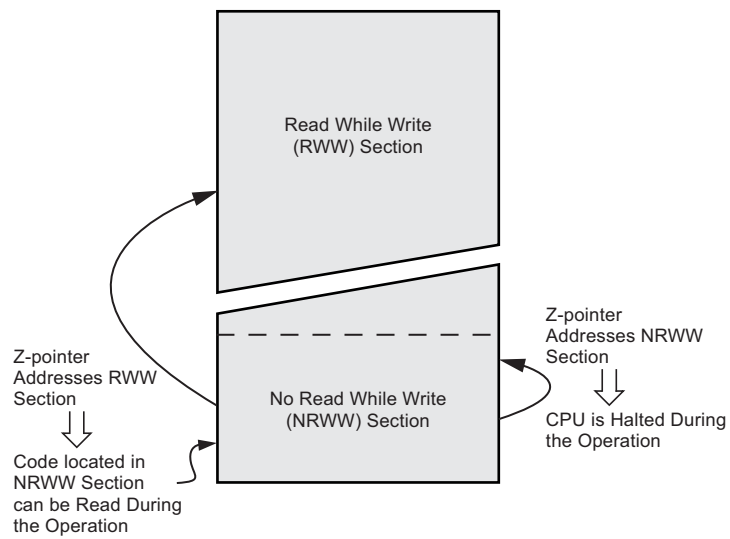 Read While Write
(RWW) Section
Z-pointer
Addresses RWW
Section
Code located in
NRWW Section
can be Read During
the Operation
No Read While Write
(NRWW) Section
Z-pointer
Addresses NRWW
Section
CPU is Halted During
the Operation